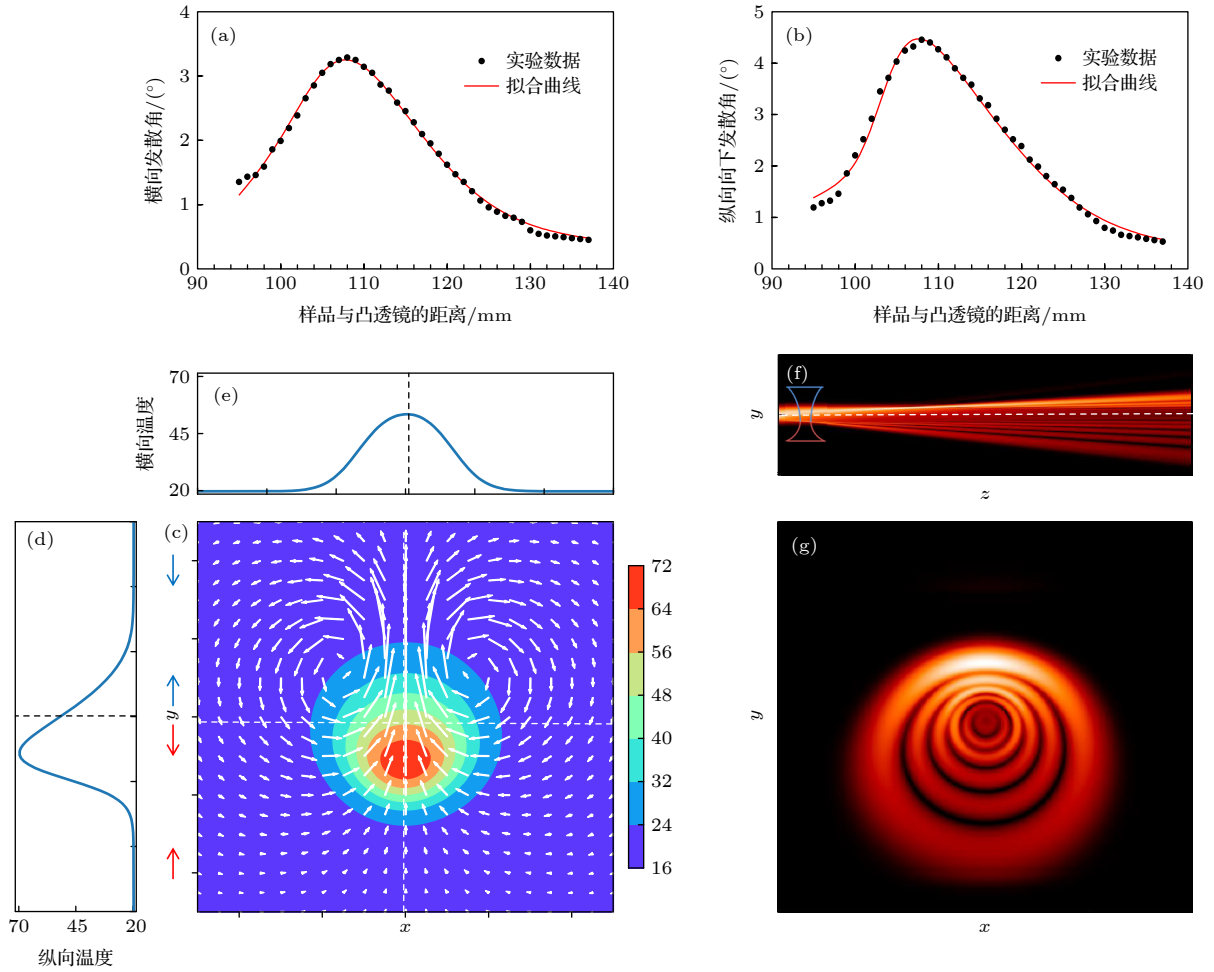 (a)
实验数据
拟合曲线
横向发散角/(°)
4
3
2
1
0
90 100 110 120 130 140
样品与凸透镜的距离/mm
(b)
实验数据
拟合曲线
纵向向下发散角/(°)
5
4
3
2
1
0
90 100 110 120 130 140
样品与凸透镜的距离/mm
(e)
横向温度
70
45
20
(f)
y
z
(d)
70 45 20
纵向温度
(c)
y
x
72
64
56
48
40
32
24
16
(g)
y
x